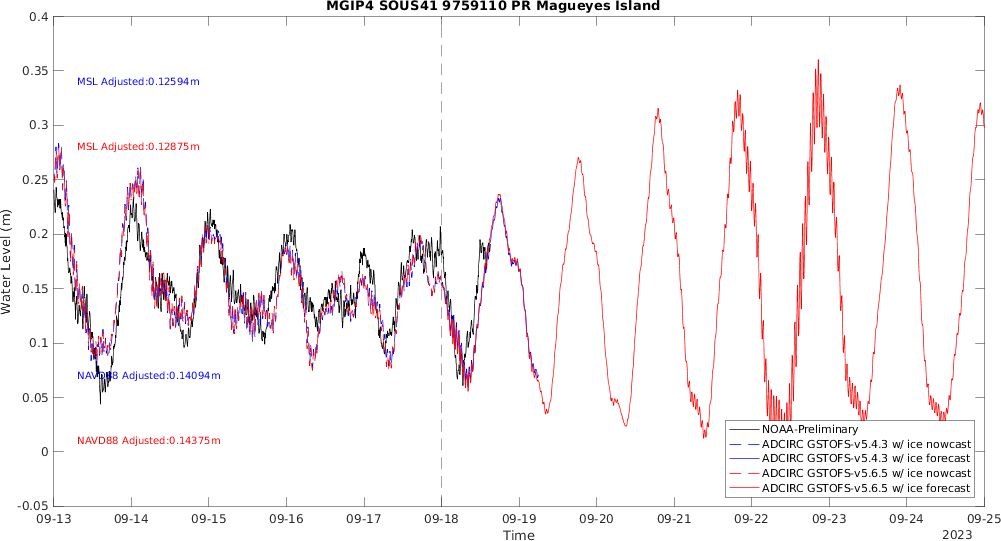 MGIP4 SOUS41 9759110 PR Magueyes Island
0.4
0.35
0.3
0.25
0.2
0.15
0.1
0.05
0
-0.05
Water Level (m)
MSL Adjusted:0.12594m
MSL Adjusted:0.12875m
NAVD88 Adjusted:0.14094m
NAVD88 Adjusted:0.14375m
NOAA-Preliminary
ADCIRC GSTOFS-v5.4.3 w/ ice nowcast
ADCIRC GSTOFS-v5.4.3 w/ ice forecast
ADCIRC GSTOFS-v5.6.5 w/ ice nowcast
ADCIRC GSTOFS-v5.6.5 w/ ice forecast
09-13 09-14 09-15 09-16 09-17 09-18 09-19 09-20 09-21 09-22 09-23 09-24 09-25
Time
2023